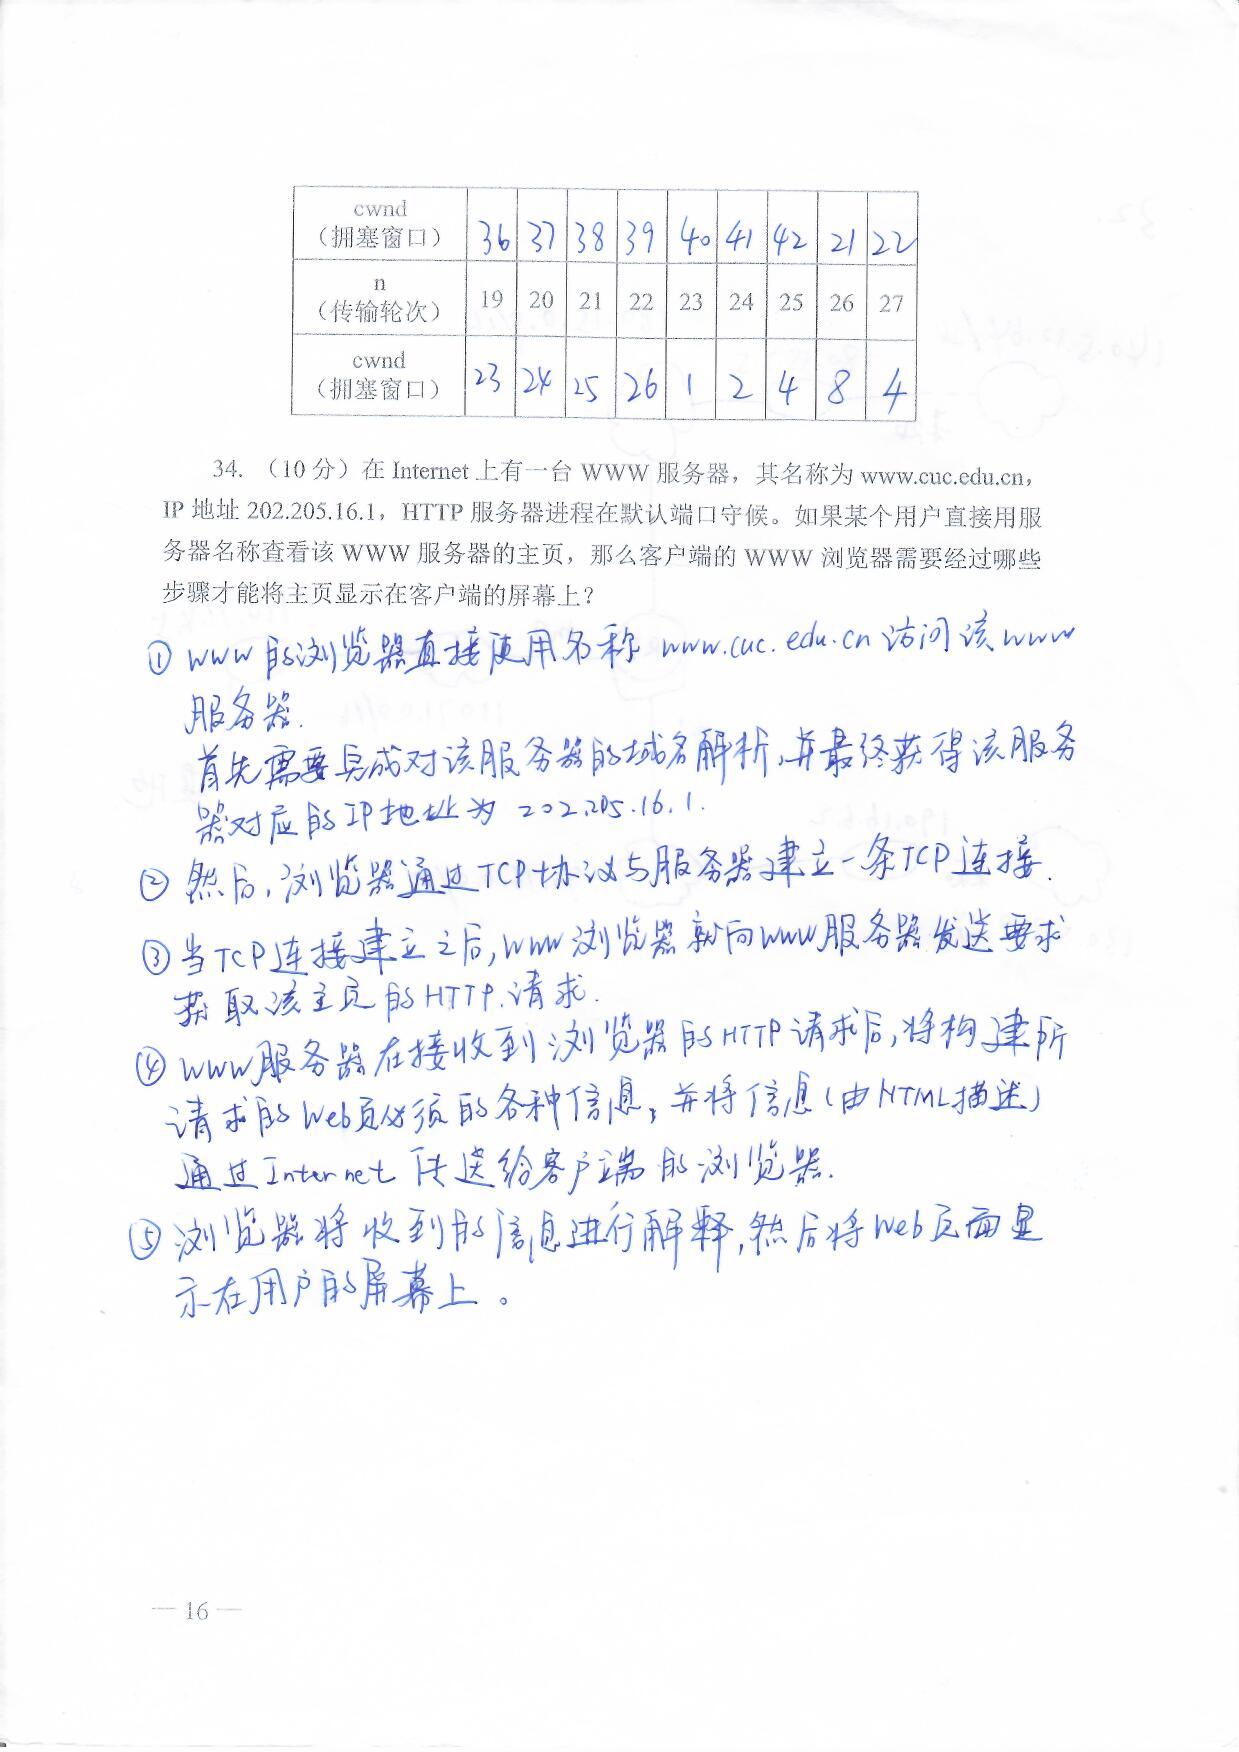 cwnd
（拥塞窗口） 36 37 38 39 40 41 42 21 22
n
（传输轮次） 19 20 21 22 23 24 25 26 27
cwnd
（拥塞窗口） 23 24 25 26 1 2 4 8 4
34. （10 分）在 Internet 上有一台 WWW 服务器，其名称为 www.cuc.edu.cn，
IP 地址 202.205.16.1，HTTP 服务器进程在默认端口守候。如果某个用户直接用服
务器名称查看该 WWW 服务器的主页，那么客户端的 WWW 浏览器需要经过哪些
步骤才能将主页显示在客户端的屏幕上？
① www的浏览器直接使用名称 www.cuc.edu.cn访问该www
服务器.
首先需要完成对该服务器的域名解析,并最终获得该服务
器对应的IP地址为 202.205.16.1.
② 然后,浏览器通过TCP协议与服务器建立一条TCP连接.
③ 当TCP连接建立之后,www浏览器就向www服务器发送要求
获取该主页的HTTP请求.
④ www服务器在接收到浏览器的HTTP请求后,将构建所
请求的Web页必须的各种信息,并将信息(由HTML描述)
通过Internet传送给客户端的浏览器.
⑤ 浏览器将收到的信息进行解释,然后将Web页面显
示在用户的屏幕上。
— 16 —